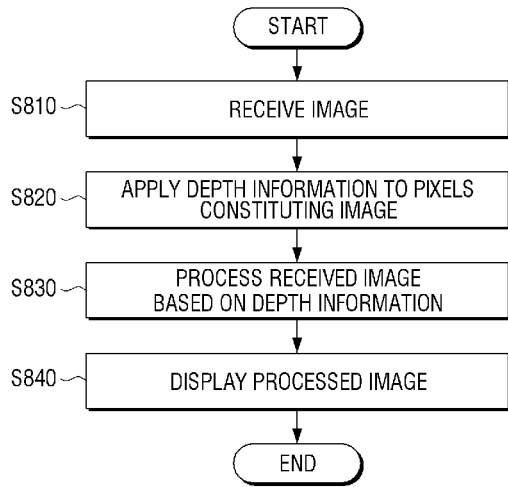 START
S810
RECEIVE IMAGE
S820
APPLY DEPTH INFORMATION TO PIXELS
CONSTITUTING IMAGE
S830
PROCESS RECEIVED IMAGE
BASED ON DEPTH INFORMATION
S840
DISPLAY PROCESSED IMAGE
END